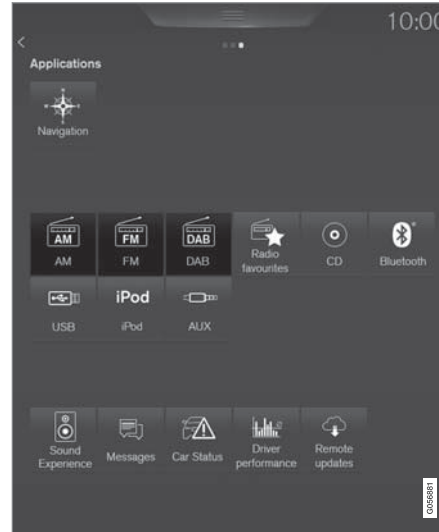 10:00
Applications
N
W E
S
Navigation
AM FM DAB
AM FM DAB Radio favourites CD Bluetooth
iPod
USB iPod AUX
Sound Experience Messages Car Status Driver performance Remote updates
G056881